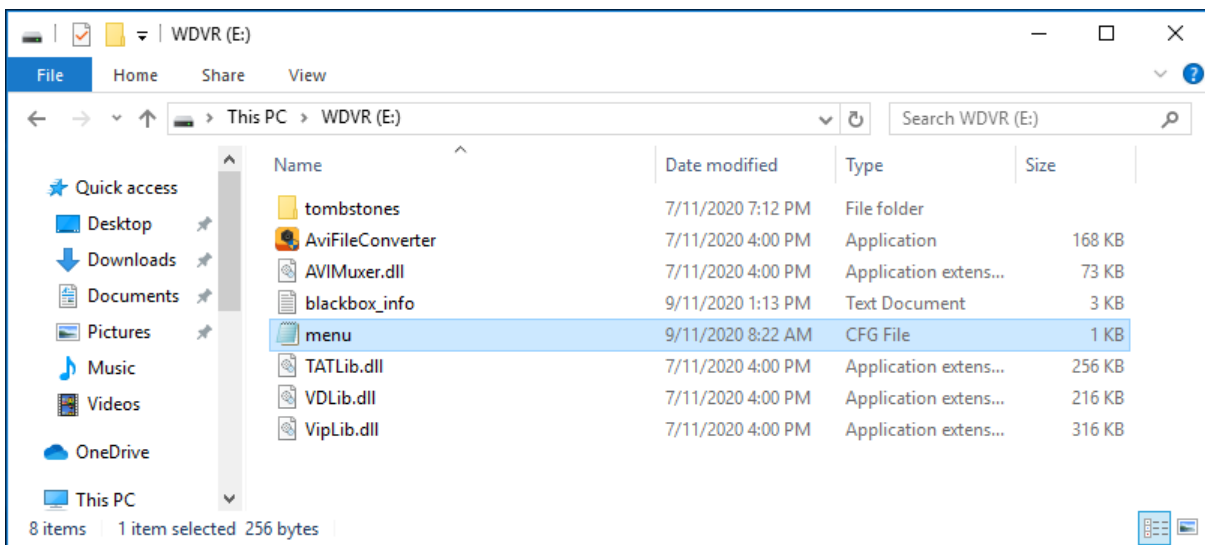 WDVR (E:)
File Home Share View
This PC > WDVR (E:) Search WDVR (E:)
Name Date modified Type Size
Quick access
Desktop
Downloads
Documents
Pictures
Music
Videos
OneDrive
This PC
tombstones 7/11/2020 7:12 PM File folder
AviFileConverter 7/11/2020 4:00 PM Application 168 KB
AVIMuxer.dll 7/11/2020 4:00 PM Application extens... 73 KB
blackbox_info 9/11/2020 1:13 PM Text Document 3 KB
menu 9/11/2020 8:22 AM CFG File 1 KB
TATLib.dll 7/11/2020 4:00 PM Application extens... 256 KB
VDLib.dll 7/11/2020 4:00 PM Application extens... 216 KB
VipLib.dll 7/11/2020 4:00 PM Application extens... 316 KB
8 items 1 item selected 256 bytes